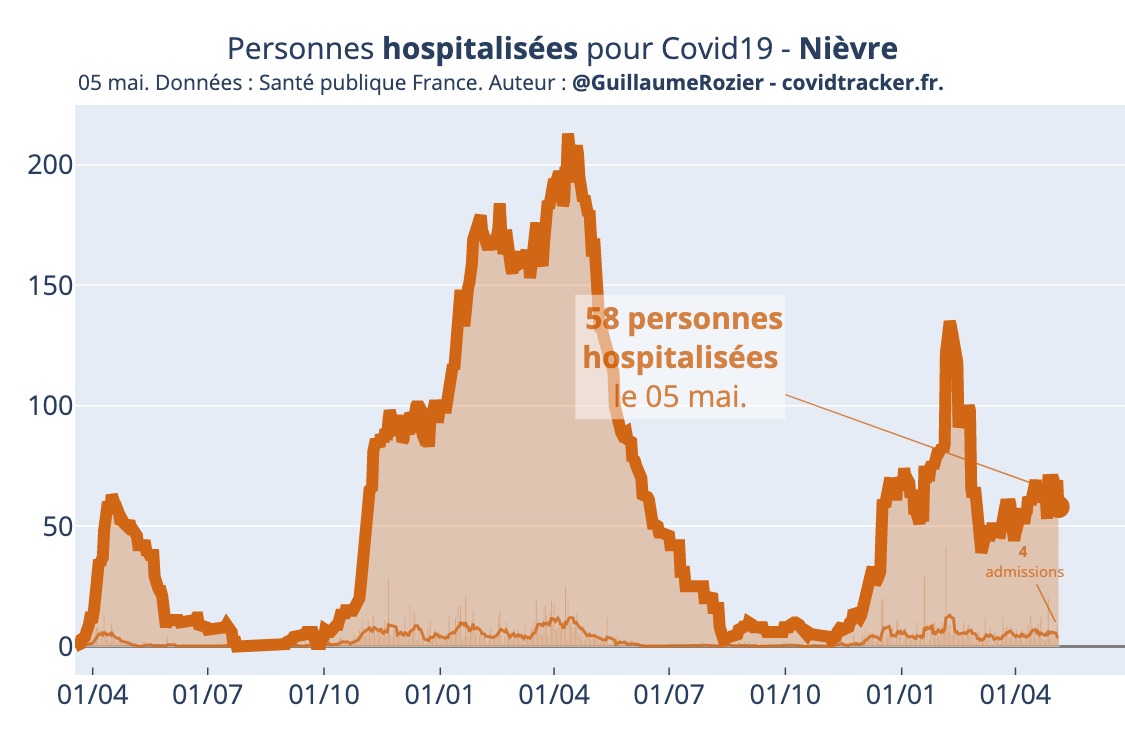 Personnes hospitalisées pour Covid19 - Nièvre
05 mai. Données : Santé publique France. Auteur : @GuillaumeRozier - covidtracker.fr.
200
150
58 personnes
hospitalisées
le 05 mai.
100
50
4
admissions
0
01/04 01/07 01/10 01/01 01/04 01/07 01/10 01/01 01/04